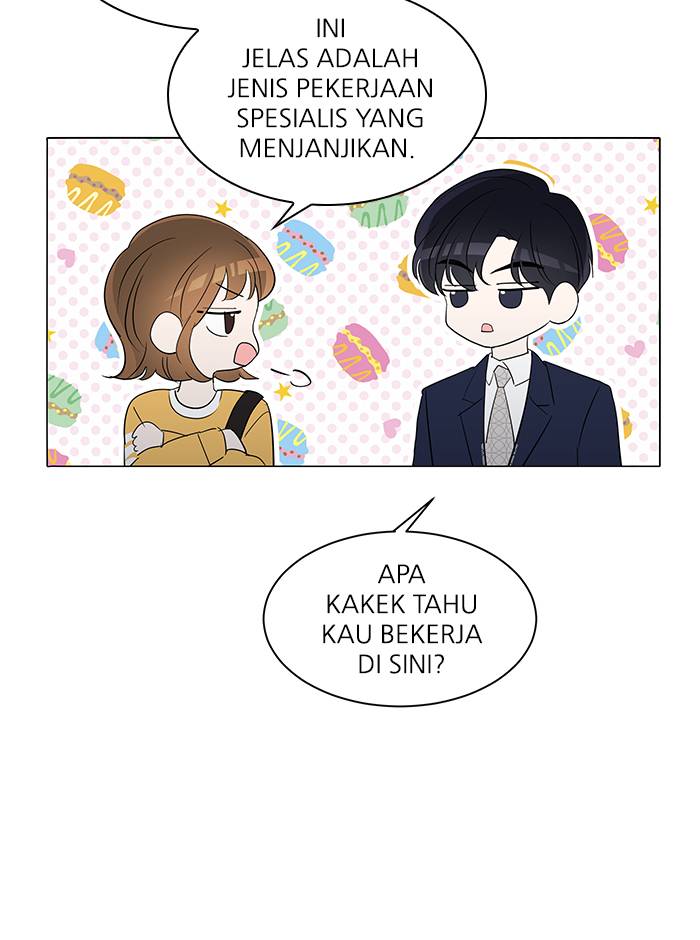 INI
JELAS ADALAH
JENIS PEKERJAAN
SPESIALIS YANG
MENJANJIKAN.
APA
KAKEK TAHU
KAU BEKERJA
DI SINI?